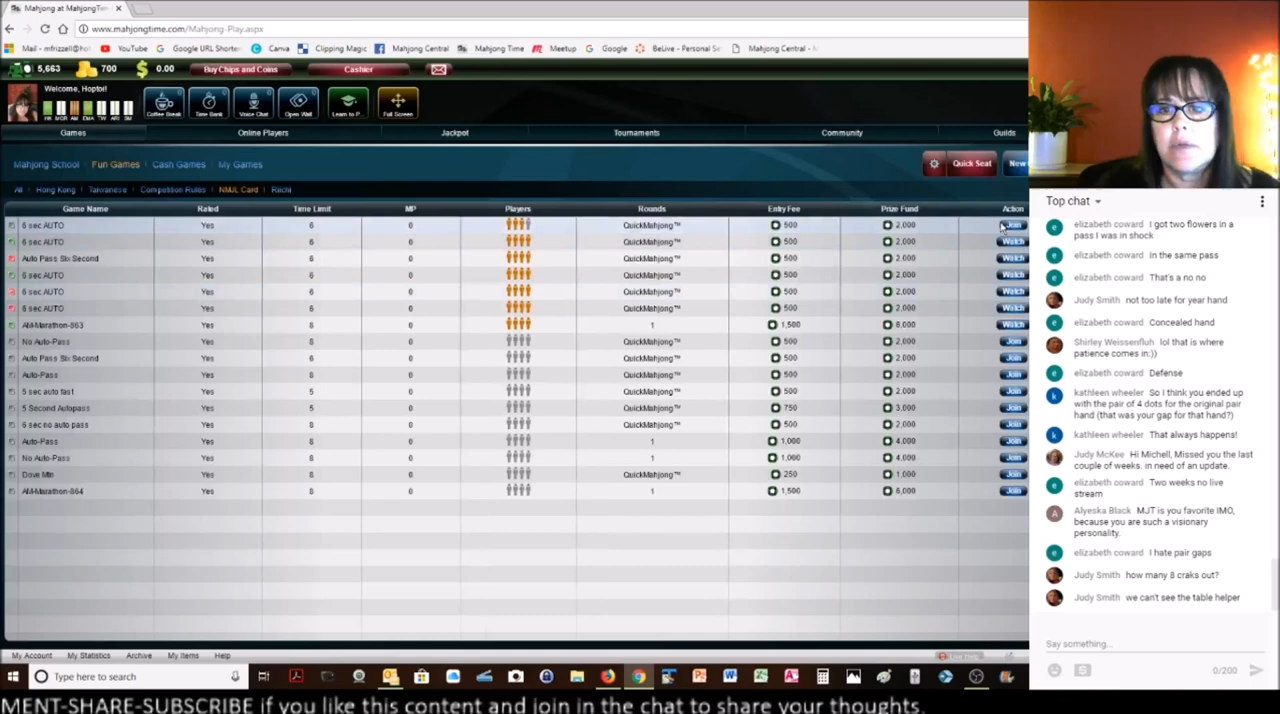 Mahjong at MahjongTim
www.mahjongtime.com/Mahjong-Play.aspx
Mail - mfrizzell@ho YouTube Google URL Shorte Canva Clipping Magic Mahjong Central Mahjong Time Meetup Google BeLive - Personal Se Mahjong Central -
5,663 700 0.00 Buy Chips and Coins Cashier
Welcome, Hoptoi!
Coffee Break Time Bank Voice Chat Open Wall Learn to P... Full Screen
Games Online Players Jackpot Tournaments Community Guilds
Mahjong School Fun Games Cash Games My Games Quick Seat New
All Hong Kong Taiwanese Competition Rules NMJL Card Riichi
Game Name Rated Time Limit MP Players Rounds Entry Fee Prize Fund Action
6 sec AUTO Yes 6 0 QuickMahjong™ 500 2,000 Join
6 sec AUTO Yes 6 0 QuickMahjong™ 500 2,000 Watch
Auto Pass Six Second Yes 6 0 QuickMahjong™ 500 2,000 Watch
6 sec AUTO Yes 6 0 QuickMahjong™ 500 2,000 Watch
6 sec AUTO Yes 6 0 QuickMahjong™ 500 2,000 Watch
6 sec AUTO Yes 6 0 QuickMahjong™ 500 2,000 Watch
AM-Marathon-863 Yes 8 0 1 1,500 6,000 Watch
No Auto-Pass Yes 8 0 QuickMahjong™ 500 2,000 Join
Auto Pass Six Second Yes 6 0 QuickMahjong™ 500 2,000 Join
Auto-Pass Yes 8 0 QuickMahjong™ 500 2,000 Join
5 sec auto fast Yes 5 0 QuickMahjong™ 500 2,000 Join
5 Second Autopass Yes 5 0 QuickMahjong™ 750 3,000 Join
6 sec no auto pass Yes 6 0 QuickMahjong™ 500 2,000 Join
Auto-Pass Yes 8 0 1 1,000 4,000 Join
No Auto-Pass Yes 8 0 1 1,000 4,000 Join
Dove Mtn Yes 8 0 QuickMahjong™ 250 1,000 Join
AM-Marathon-864 Yes 8 0 1 1,500 6,000 Join
My Account My Statistics Archive My Items Help
Type here to search
MENT-SHARE-SUBSCRIBE if you like this content and join in the chat to share your thoughts.
Top chat
elizabeth coward I got two flowers in a
pass I was in shock
elizabeth coward In the same pass
elizabeth coward That's a no no
Judy Smith not too late for year hand
elizabeth coward Concealed hand
Shirley Weissenfluh lol that is where
patience comes in:))
elizabeth coward Defense
kathleen wheeler So I think you ended up
with the pair of 4 dots for the original pair
hand (that was your gap for that hand?)
kathleen wheeler That always happens!
Judy McKee Hi Michell, Missed you the last
couple of weeks. in need of an update.
elizabeth coward Two weeks no live
stream
Alyeska Black MJT is you favorite IMO,
because you are such a visionary
personality.
elizabeth coward I hate pair gaps
Judy Smith how many 8 craks out?
Judy Smith we can't see the table helper
Say something...
0/200